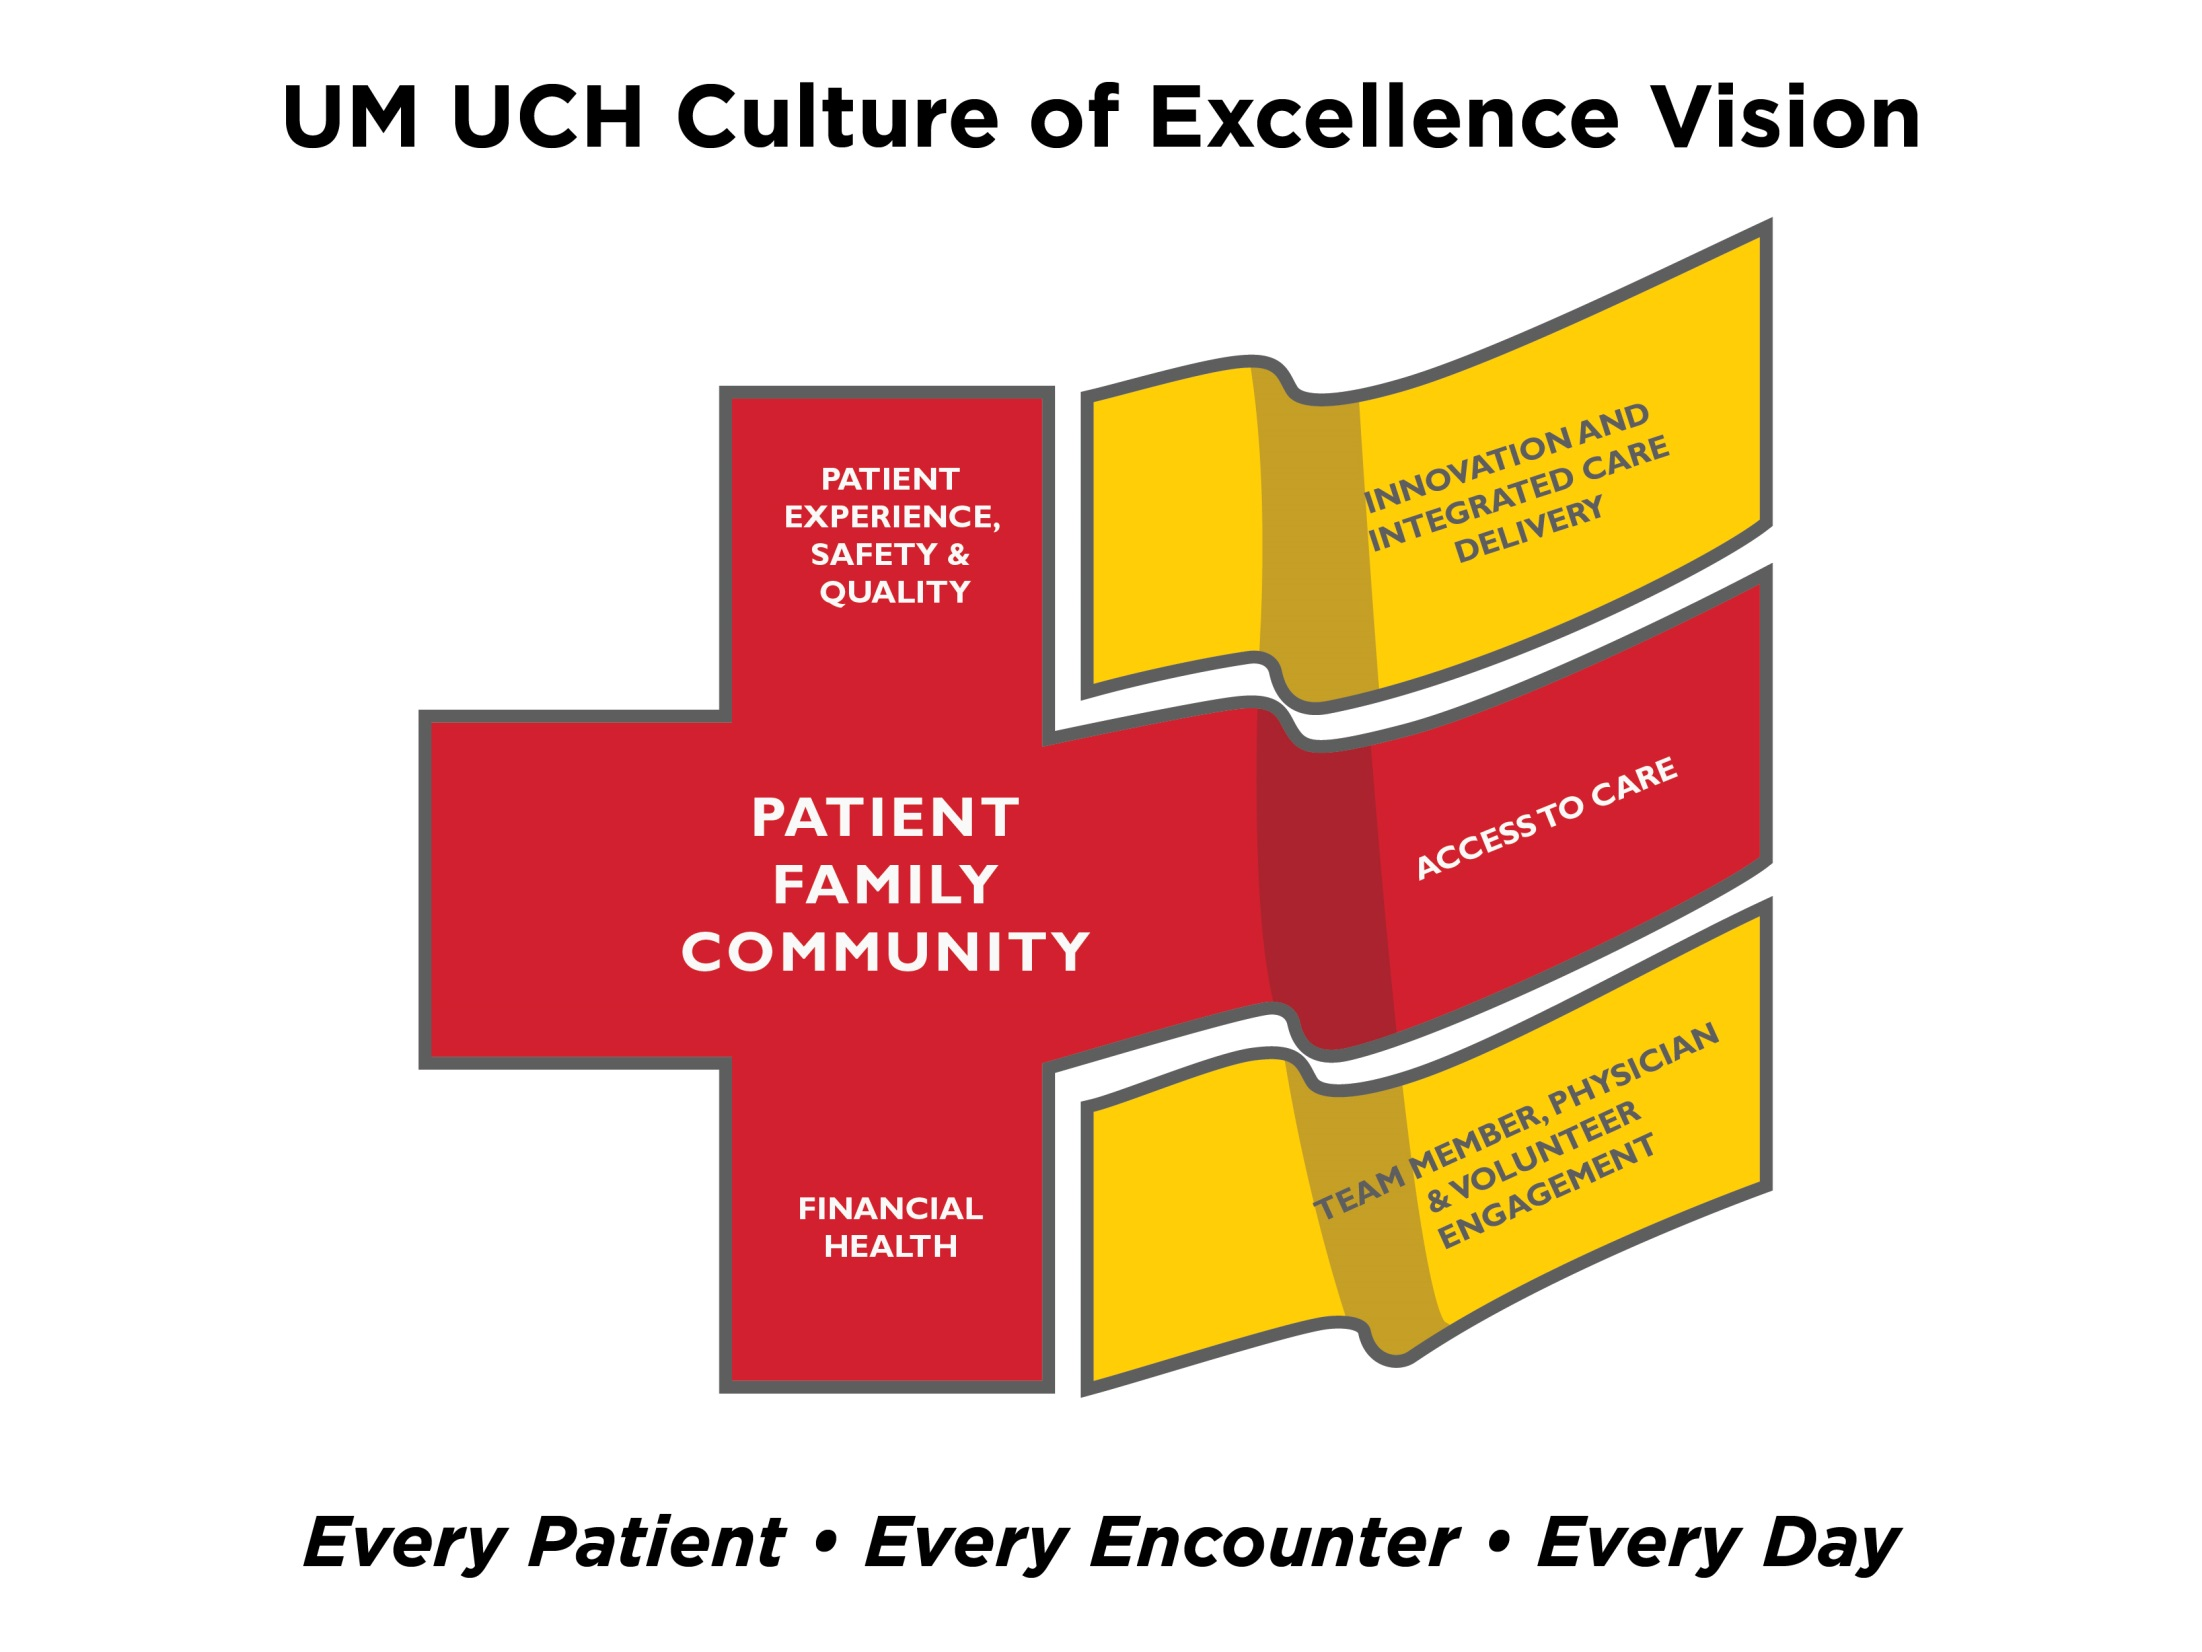 UM UCH Culture of Excellence Vision
PATIENT
EXPERIENCE,
SAFETY &
QUALITY
INNOVATION AND
INTEGRATED CARE
DELIVERY
PATIENT
FAMILY
COMMUNITY
ACCESS TO CARE
FINANCIAL
HEALTH
TEAM MEMBER, PHYSICIAN
& VOLUNTEER
ENGAGEMENT
Every Patient • Every Encounter • Every Day